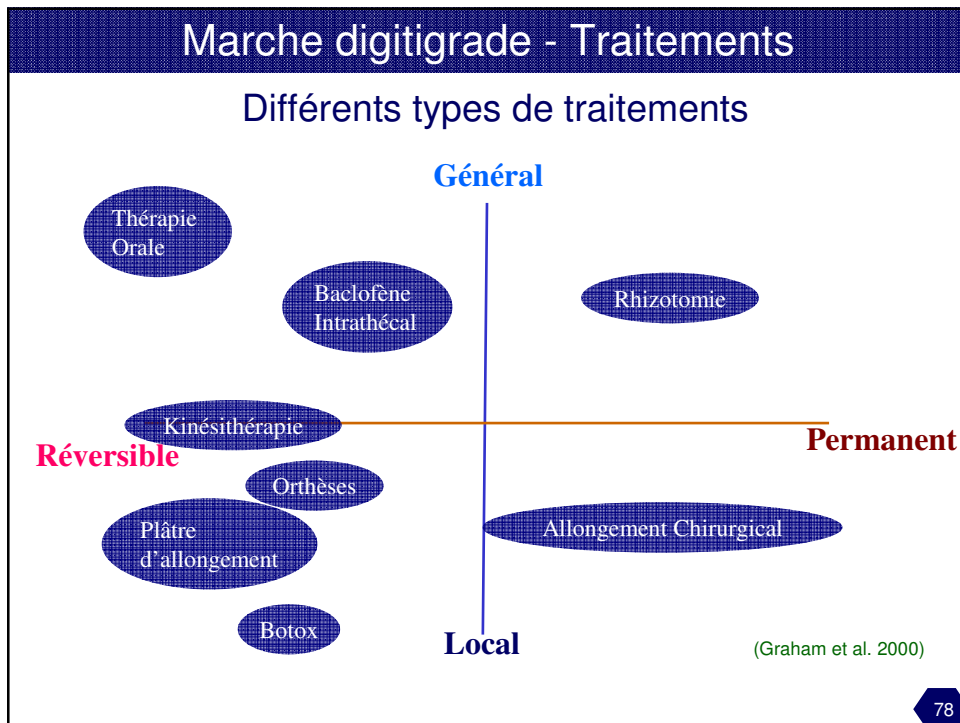 Marche digitigrade - Traitements
Différents types de traitements
Général
Thérapie
Orale
Baclofène
Intrathécal
Rhizotomie
Kinésithérapie
Réversible
Permanent
Orthèses
Plâtre
d'allongement
Allongement Chirurgical
Botox
Local
(Graham et al. 2000)
78